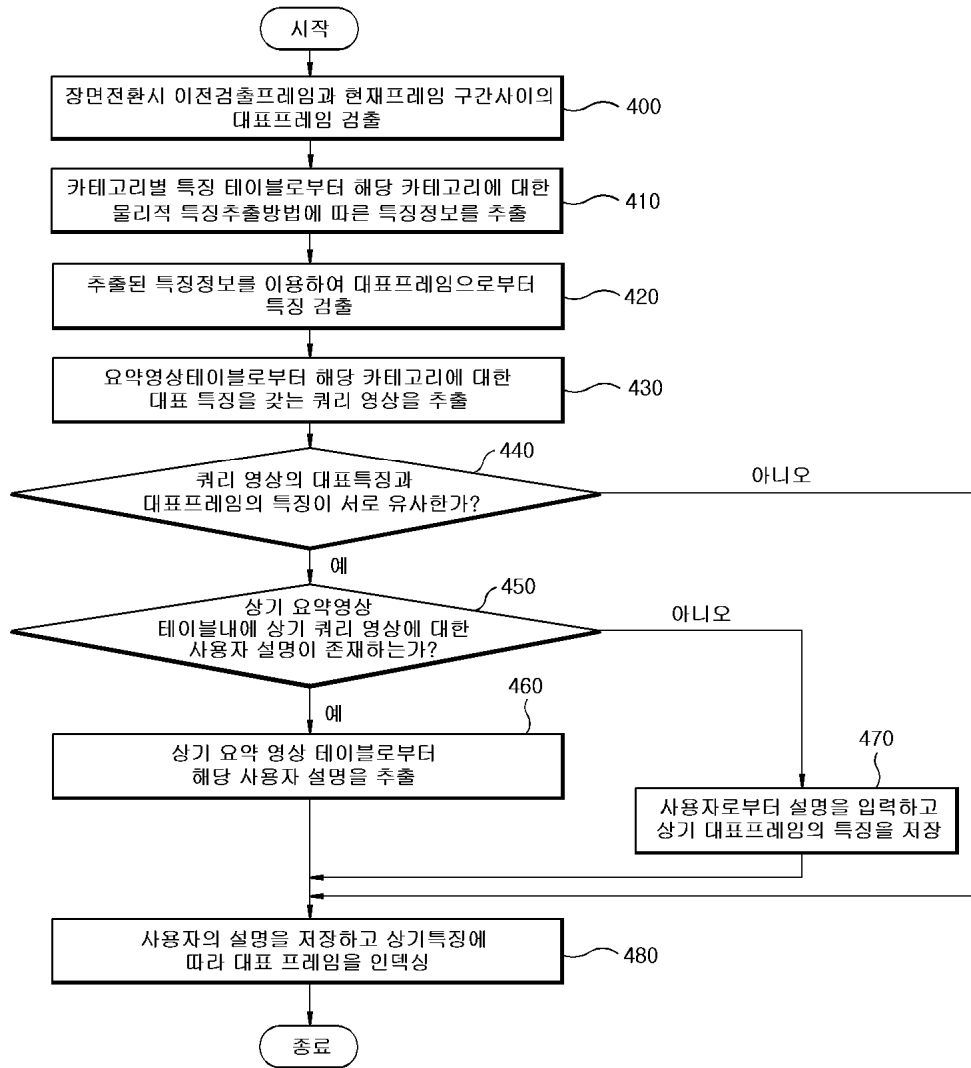 시작
장면전환시 이전검출프레임과 현재프레임 구간사이의
대표프레임 검출
400
카테고리별 특징 테이블로부터 해당 카테고리에 대한
물리적 특징추출방법에 따른 특징정보를 추출
410
추출된 특징정보를 이용하여 대표프레임으로부터
특징 검출
420
요약영상테이블로부터 해당 카테고리에 대한
대표 특징을 갖는 쿼리 영상을 추출
430
440
쿼리 영상의 대표특징과
대표프레임의 특징이 서로 유사한가?
아니오
예
450
상기 요약영상
테이블내에 상기 쿼리 영상에 대한
사용자 설명이 존재하는가?
아니오
예
460
상기 요약 영상 테이블로부터
해당 사용자 설명을 추출
470
사용자로부터 설명을 입력하고
상기 대표프레임의 특징을 저장
사용자의 설명을 저장하고 상기특징에
따라 대표 프레임을 인덱싱
480
종료